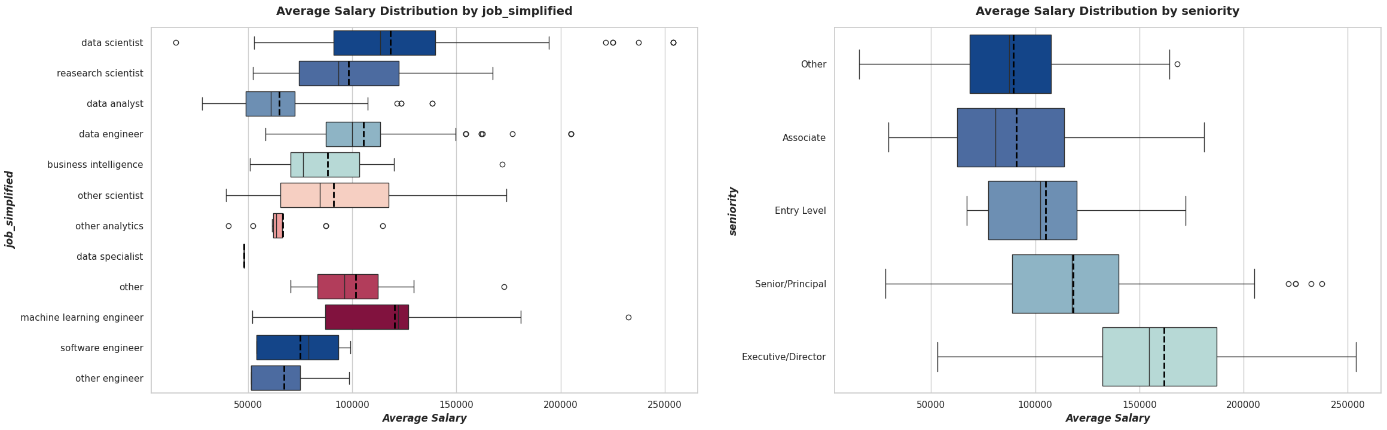 Average Salary Distribution by job_simplified
job_simplified
data scientist
reasearch scientist
data analyst
data engineer
business intelligence
other scientist
other analytics
data specialist
other
machine learning engineer
software engineer
other engineer
50000 100000 150000 200000 250000
Average Salary
Average Salary Distribution by seniority
seniority
Other
Associate
Entry Level
Senior/Principal
Executive/Director
50000 100000 150000 200000 250000
Average Salary